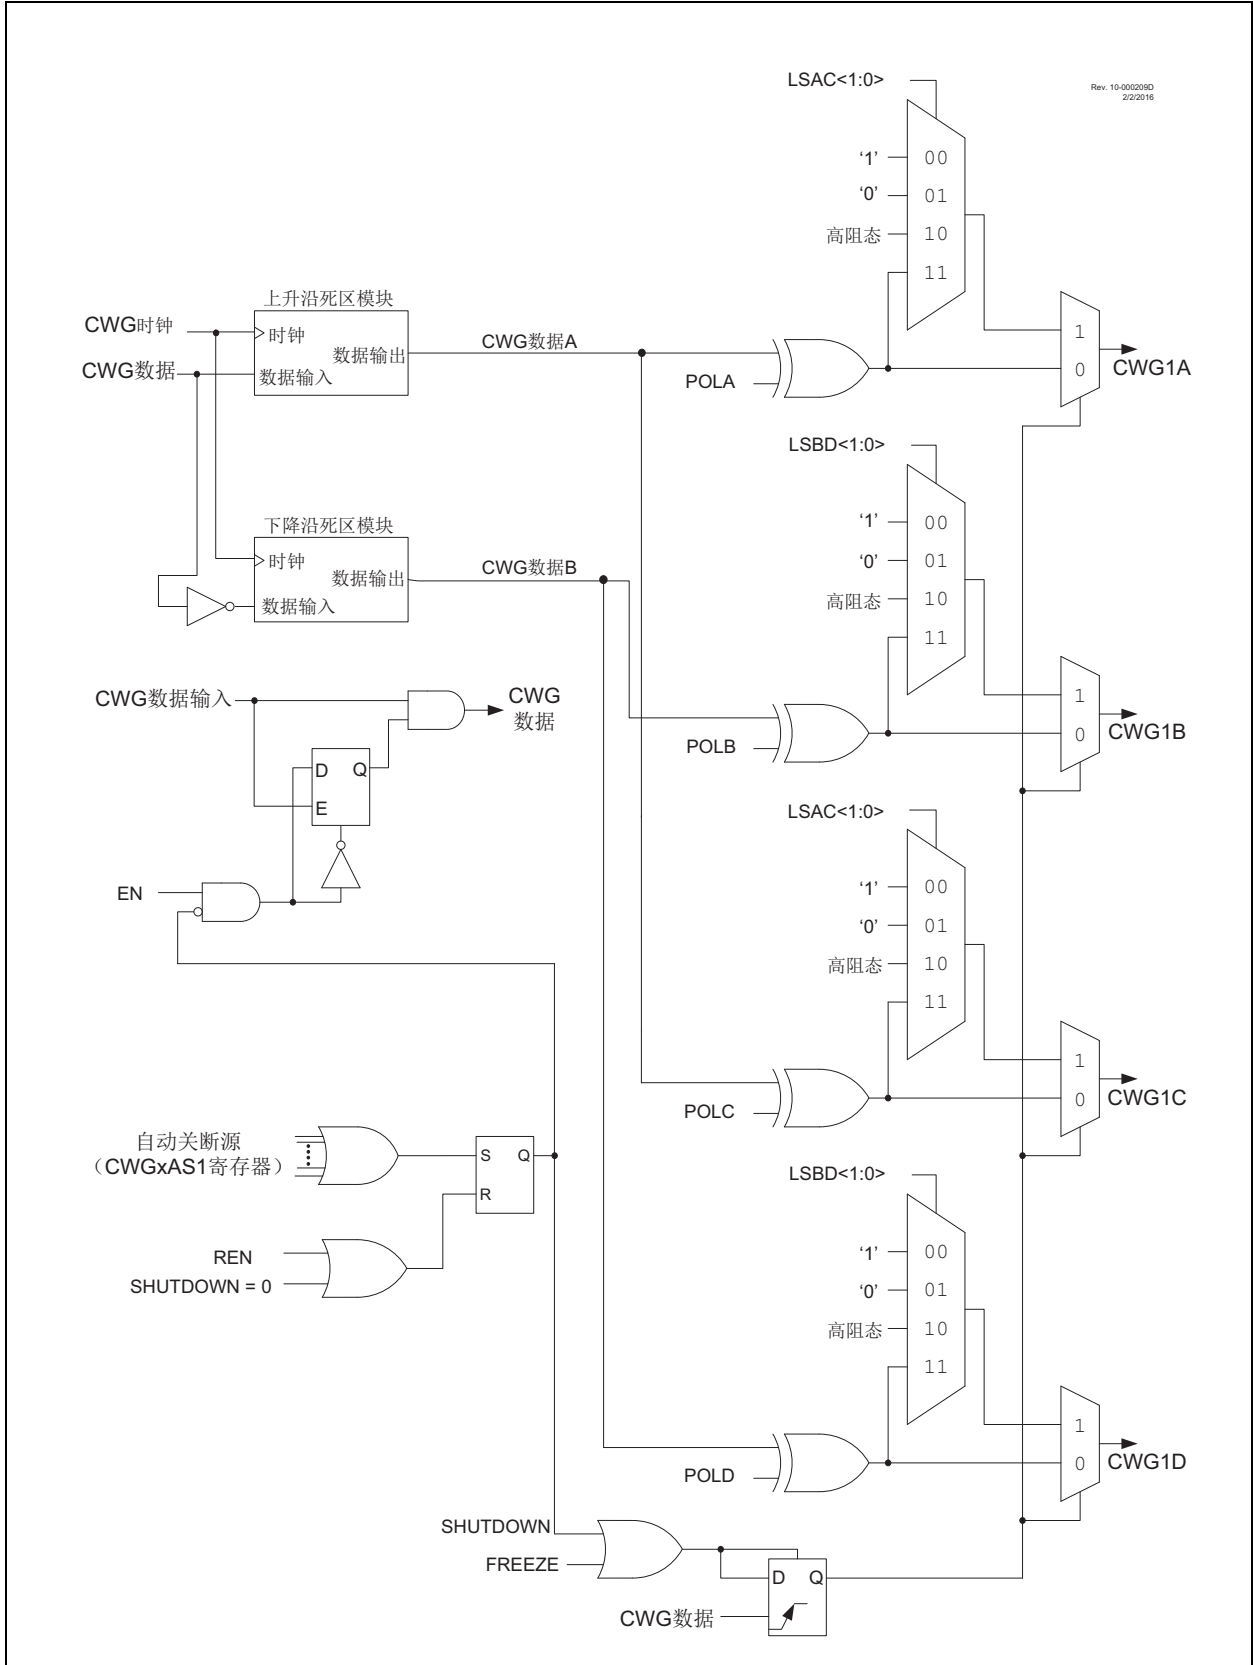 LSAC<1:0>
Rev. 10-000209D
2/2/2016
‘1’
00
‘0’
01
高阻态
10
11
上升沿死区模块
CWG时钟
时钟
数据输出
CWG数据
数据输入
CWG数据A
POLA
1
0
CWG1A
LSBD<1:0>
‘1’
00
‘0’
01
高阻态
10
11
下降沿死区模块
时钟
数据输出
数据输入
CWG数据B
POLB
1
0
CWG1B
CWG数据输入
CWG
数据
D
Q
E
EN
LSAC<1:0>
‘1’
00
‘0’
01
高阻态
10
11
POLC
1
0
CWG1C
自动关断源
（CWGxAS1寄存器）
S
Q
R
REN
SHUTDOWN = 0
LSBD<1:0>
‘1’
00
‘0’
01
高阻态
10
11
POLD
1
0
CWG1D
SHUTDOWN
FREEZE
D
Q
CWG数据